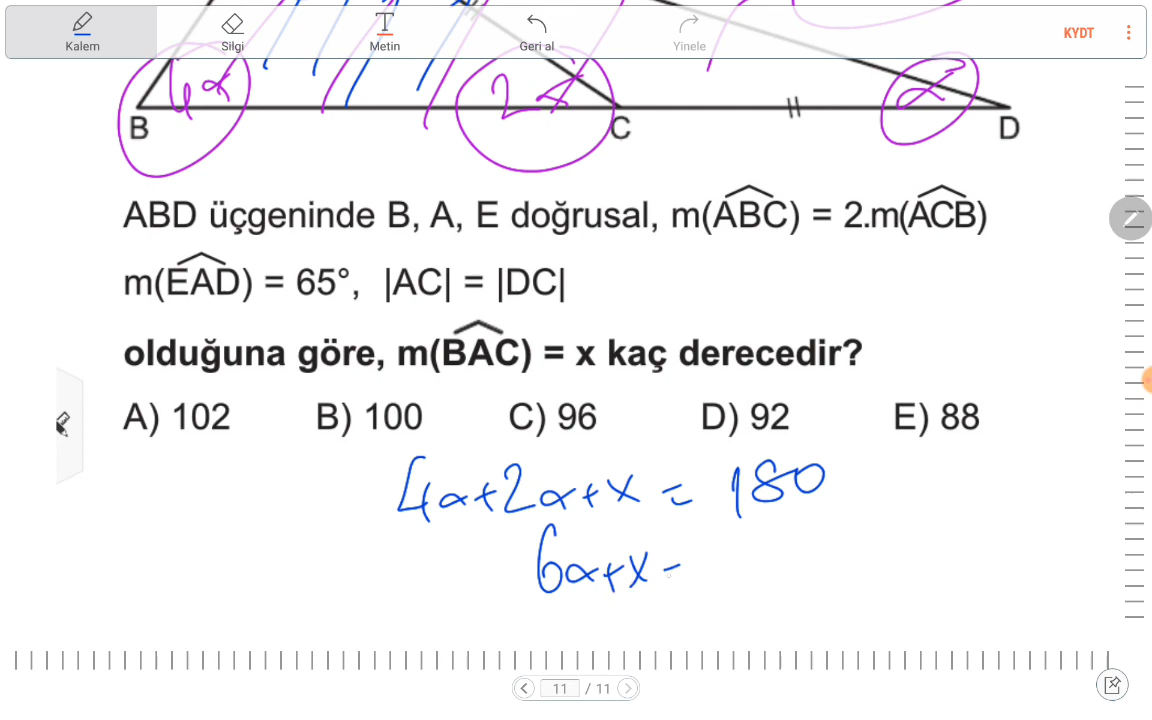 Kalem Silgi Metin Geri al Yinele KYDT
4α 2α α
B C D
ABD üçgeninde B, A, E doğrusal, m(ABC) = 2.m(ACB)
m(EAD) = 65°, |AC| = |DC|
olduğuna göre, m(BAC) = x kaç derecedir?
A) 102 B) 100 C) 96 D) 92 E) 88
4α+2α+x = 180
6α+x =
11 / 11